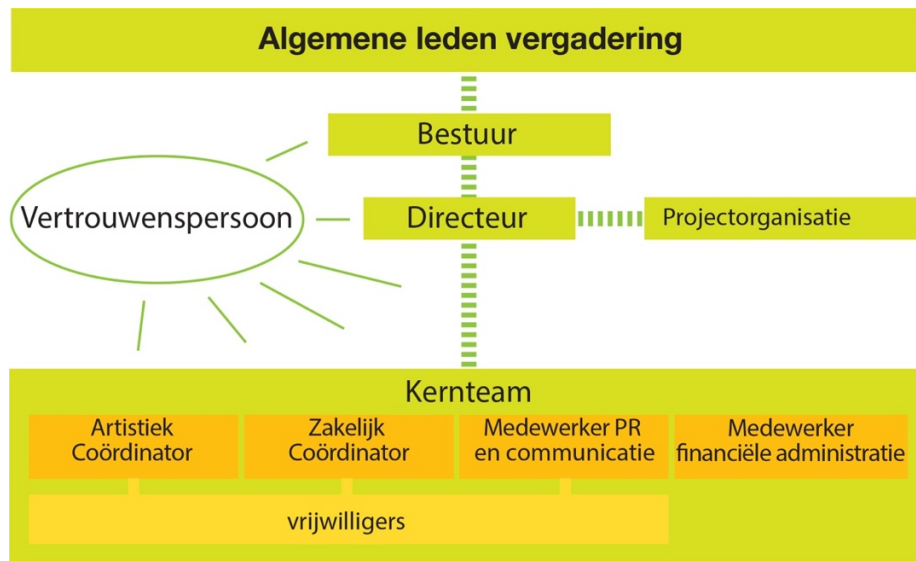 Algemene leden vergadering
Bestuur
Vertrouwenspersoon
Directeur
Projectorganisatie
Kernteam
Artistiek
Coördinator
Zakelijk
Coördinator
Medewerker PR
en communicatie
Medewerker
financiële administratie
vrijwilligers